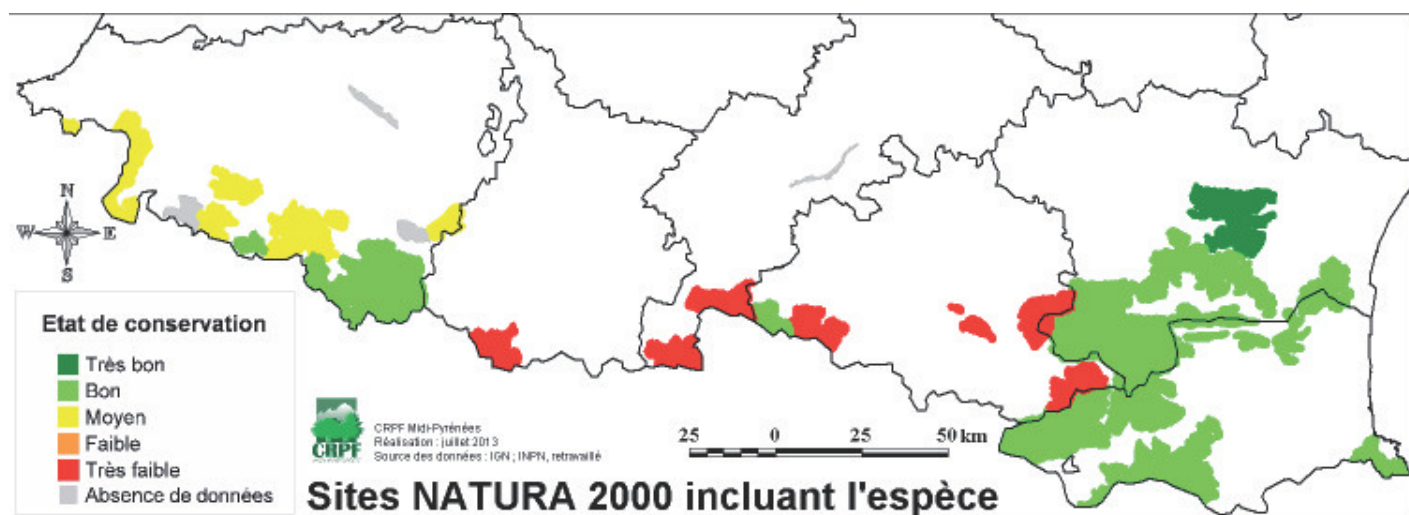 N
W E
S
Etat de conservation
Très bon
Bon
Moyen
Faible
Très faible
Absence de données
CRPF
CRPF Midi-Pyrénées
Réalisation : juillet 2013
Source des données : IGN ; INPN, retravaillé
25 0 25 50 km
Sites NATURA 2000 incluant l'espèce